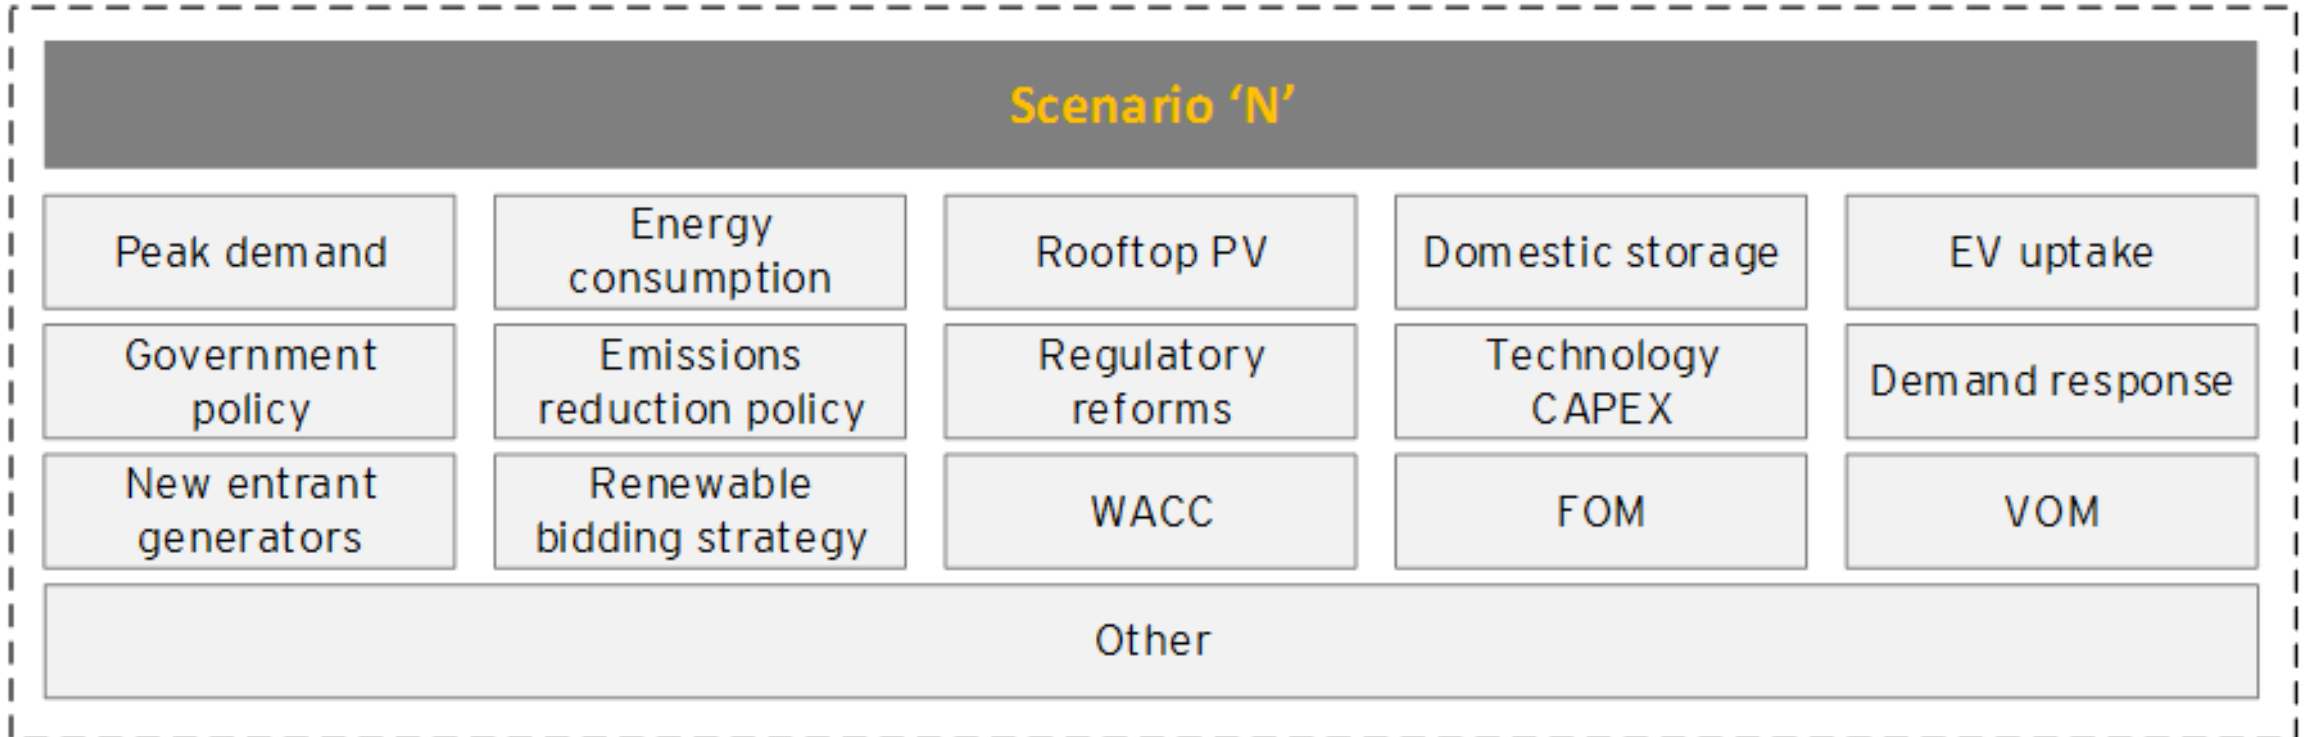 Scenario ‘N’
Peak demand
Energy
consumption
Rooftop PV
Domestic storage
EV uptake
Government
policy
Emissions
reduction policy
Regulatory
reforms
Technology
CAPEX
Demand response
New entrant
generators
Renewable
bidding strategy
WACC
FOM
VOM
Other